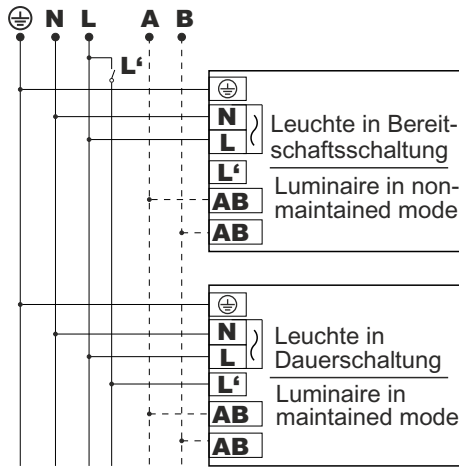 N L A B
L‘
N
L
L‘
AB
AB
Leuchte in Bereit-
schaftsschaltung
Luminaire in non-
maintained mode
N
L
L‘
AB
AB
Leuchte in
Dauerschaltung
Luminaire in
maintained mode